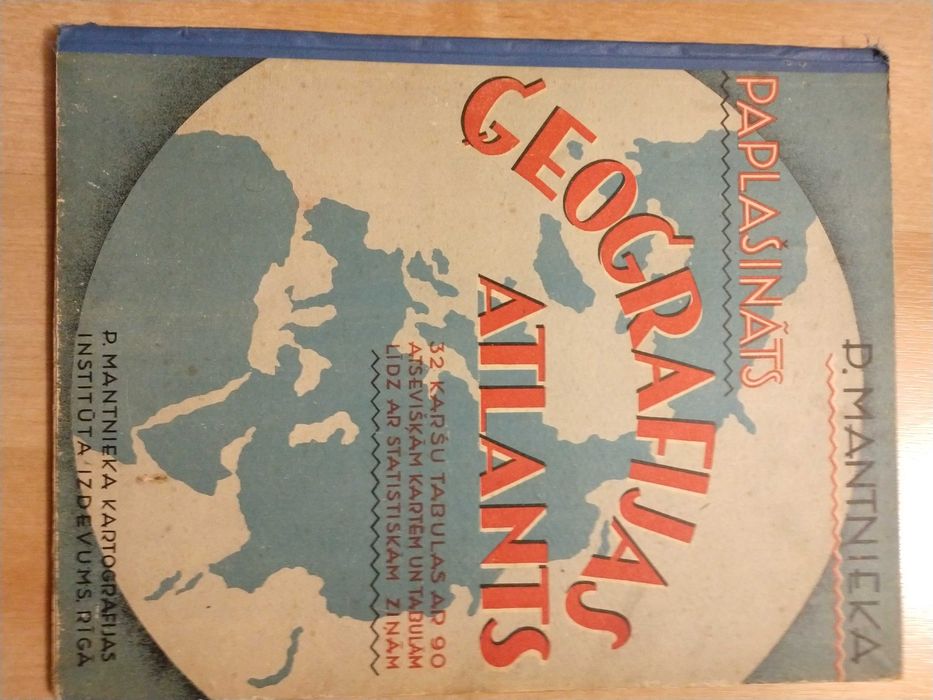 P. MANTNIEKA
PAPLAŠINĀTS
ĢEOGRAFIJAS
ATLANTS
32 KARŠU TABULAS AR 90
ATSEVIŠĶĀM KARTĒM UN TABULĀM
LĪDZ AR STATISTISKĀM ZIŅĀM
P. MANTNIEKA KARTOGRAFIJAS
INSTITŪTA IZDEVUMS, RĪGĀ